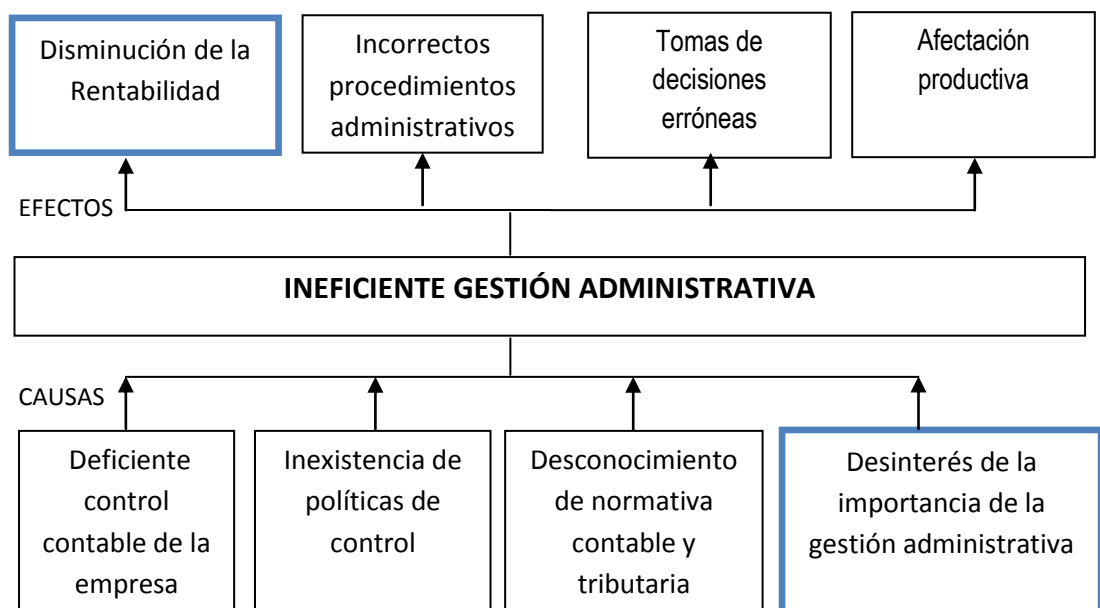 Disminución de la
Rentabilidad
Incorrectos
procedimientos
administrativos
Tomas de
decisiones
erróneas
Afectación
productiva
EFECTOS
INEFICIENTE GESTIÓN ADMINISTRATIVA
CAUSAS
Deficiente
control
contable de la
empresa
Inexistencia de
políticas de
control
Desconocimiento
de normativa
contable y
tributaria
Desinterés de la
importancia de la
gestión administrativa